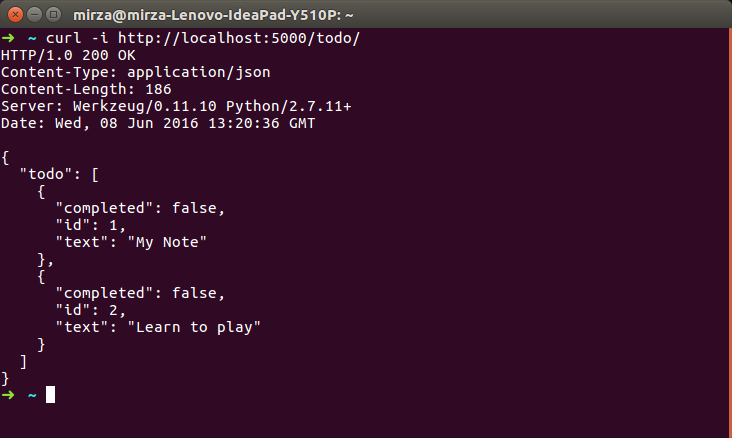 mirza@mirza-Lenovo-IdeaPad-Y510P: ~
➜  ~ curl -i http://localhost:5000/todo/
HTTP/1.0 200 OK
Content-Type: application/json
Content-Length: 186
Server: Werkzeug/0.11.10 Python/2.7.11+
Date: Wed, 08 Jun 2016 13:20:36 GMT

{
  "todo": [
    {
      "completed": false,
      "id": 1,
      "text": "My Note"
    },
    {
      "completed": false,
      "id": 2,
      "text": "Learn to play"
    }
  ]
}
➜  ~